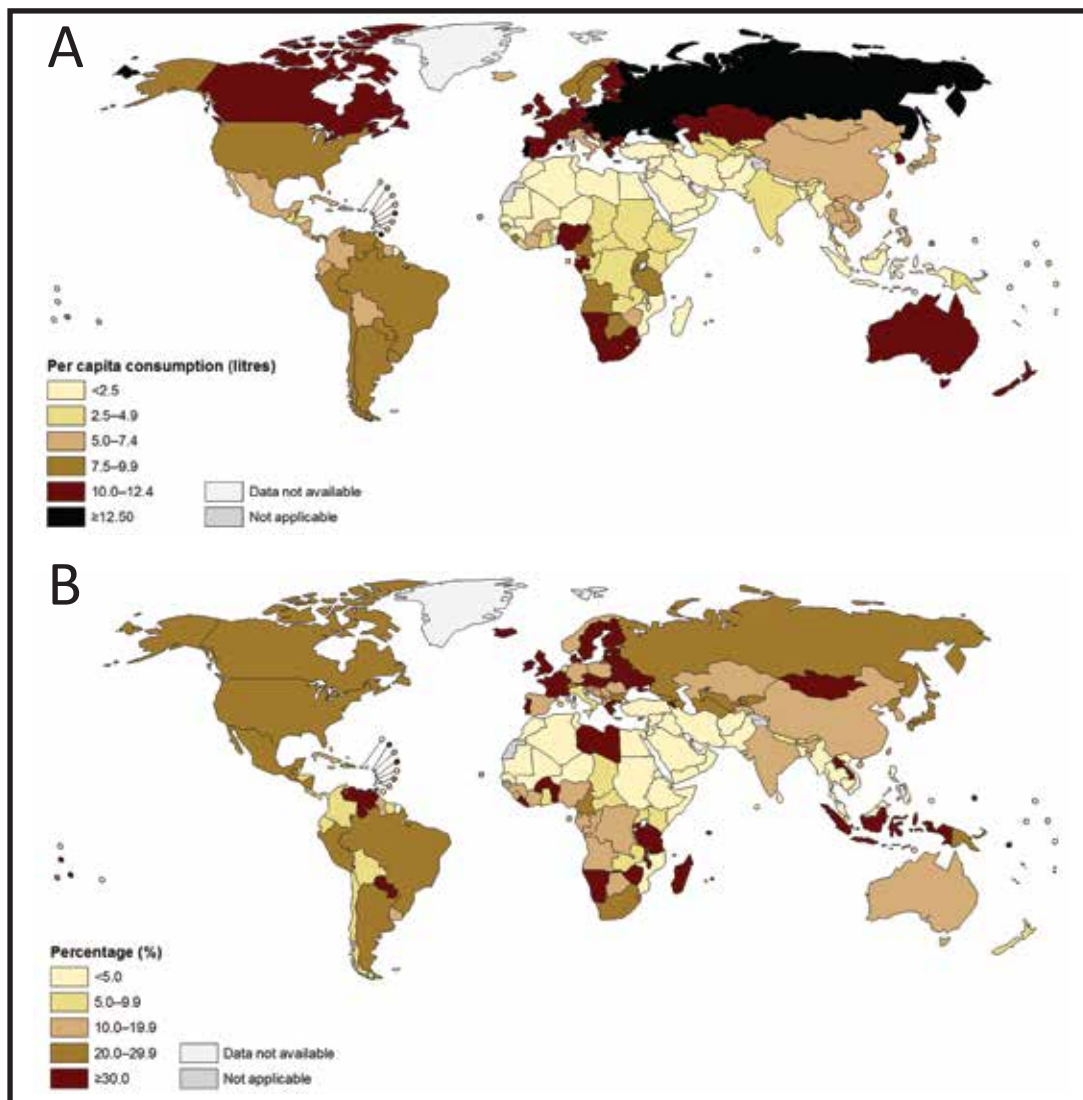 A
Per capita consumption (litres)
<2.5
2.5–4.9
5.0–7.4
7.5–9.9
10.0–12.4
≥12.50
Data not available
Not applicable
B
Percentage (%)
<5.0
5.0–9.9
10.0–19.9
20.0–29.9
≥30.0
Data not available
Not applicable